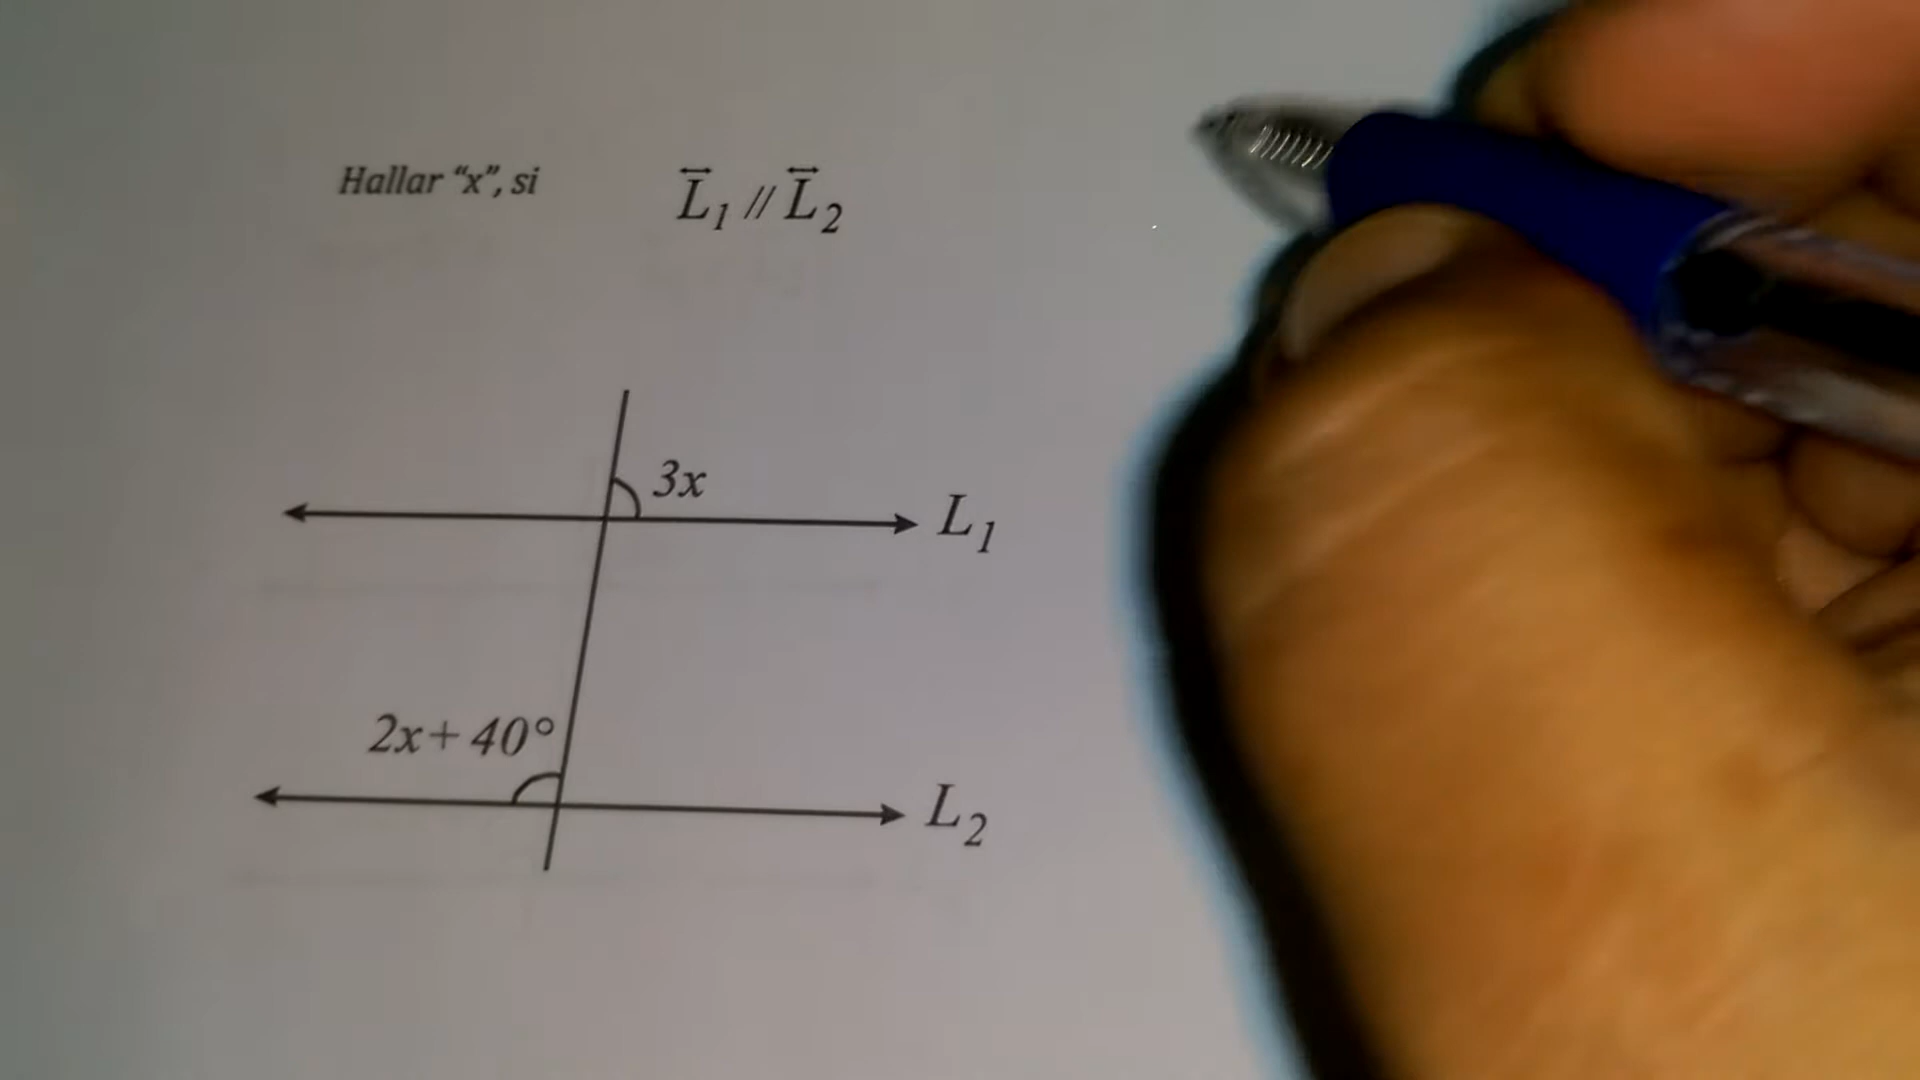 Hallar “x”, si L₁ // L₂
3x
L₁
2x+40°
L₂